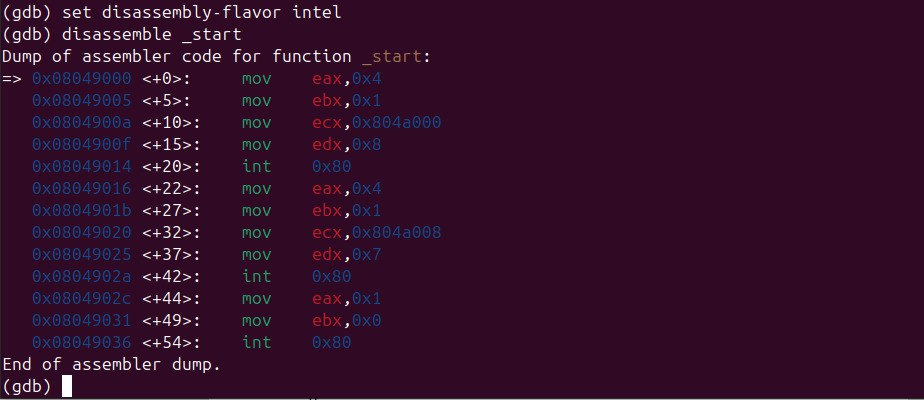 (gdb) set disassembly-flavor intel
(gdb) disassemble _start
Dump of assembler code for function _start:
=> 0x08049000 <+0>:     mov    eax,0x4
   0x08049005 <+5>:     mov    ebx,0x1
   0x0804900a <+10>:    mov    ecx,0x804a000
   0x0804900f <+15>:    mov    edx,0x8
   0x08049014 <+20>:    int    0x80
   0x08049016 <+22>:    mov    eax,0x4
   0x0804901b <+27>:    mov    ebx,0x1
   0x08049020 <+32>:    mov    ecx,0x804a008
   0x08049025 <+37>:    mov    edx,0x7
   0x0804902a <+42>:    int    0x80
   0x0804902c <+44>:    mov    eax,0x1
   0x08049031 <+49>:    mov    ebx,0x0
   0x08049036 <+54>:    int    0x80
End of assembler dump.
(gdb)